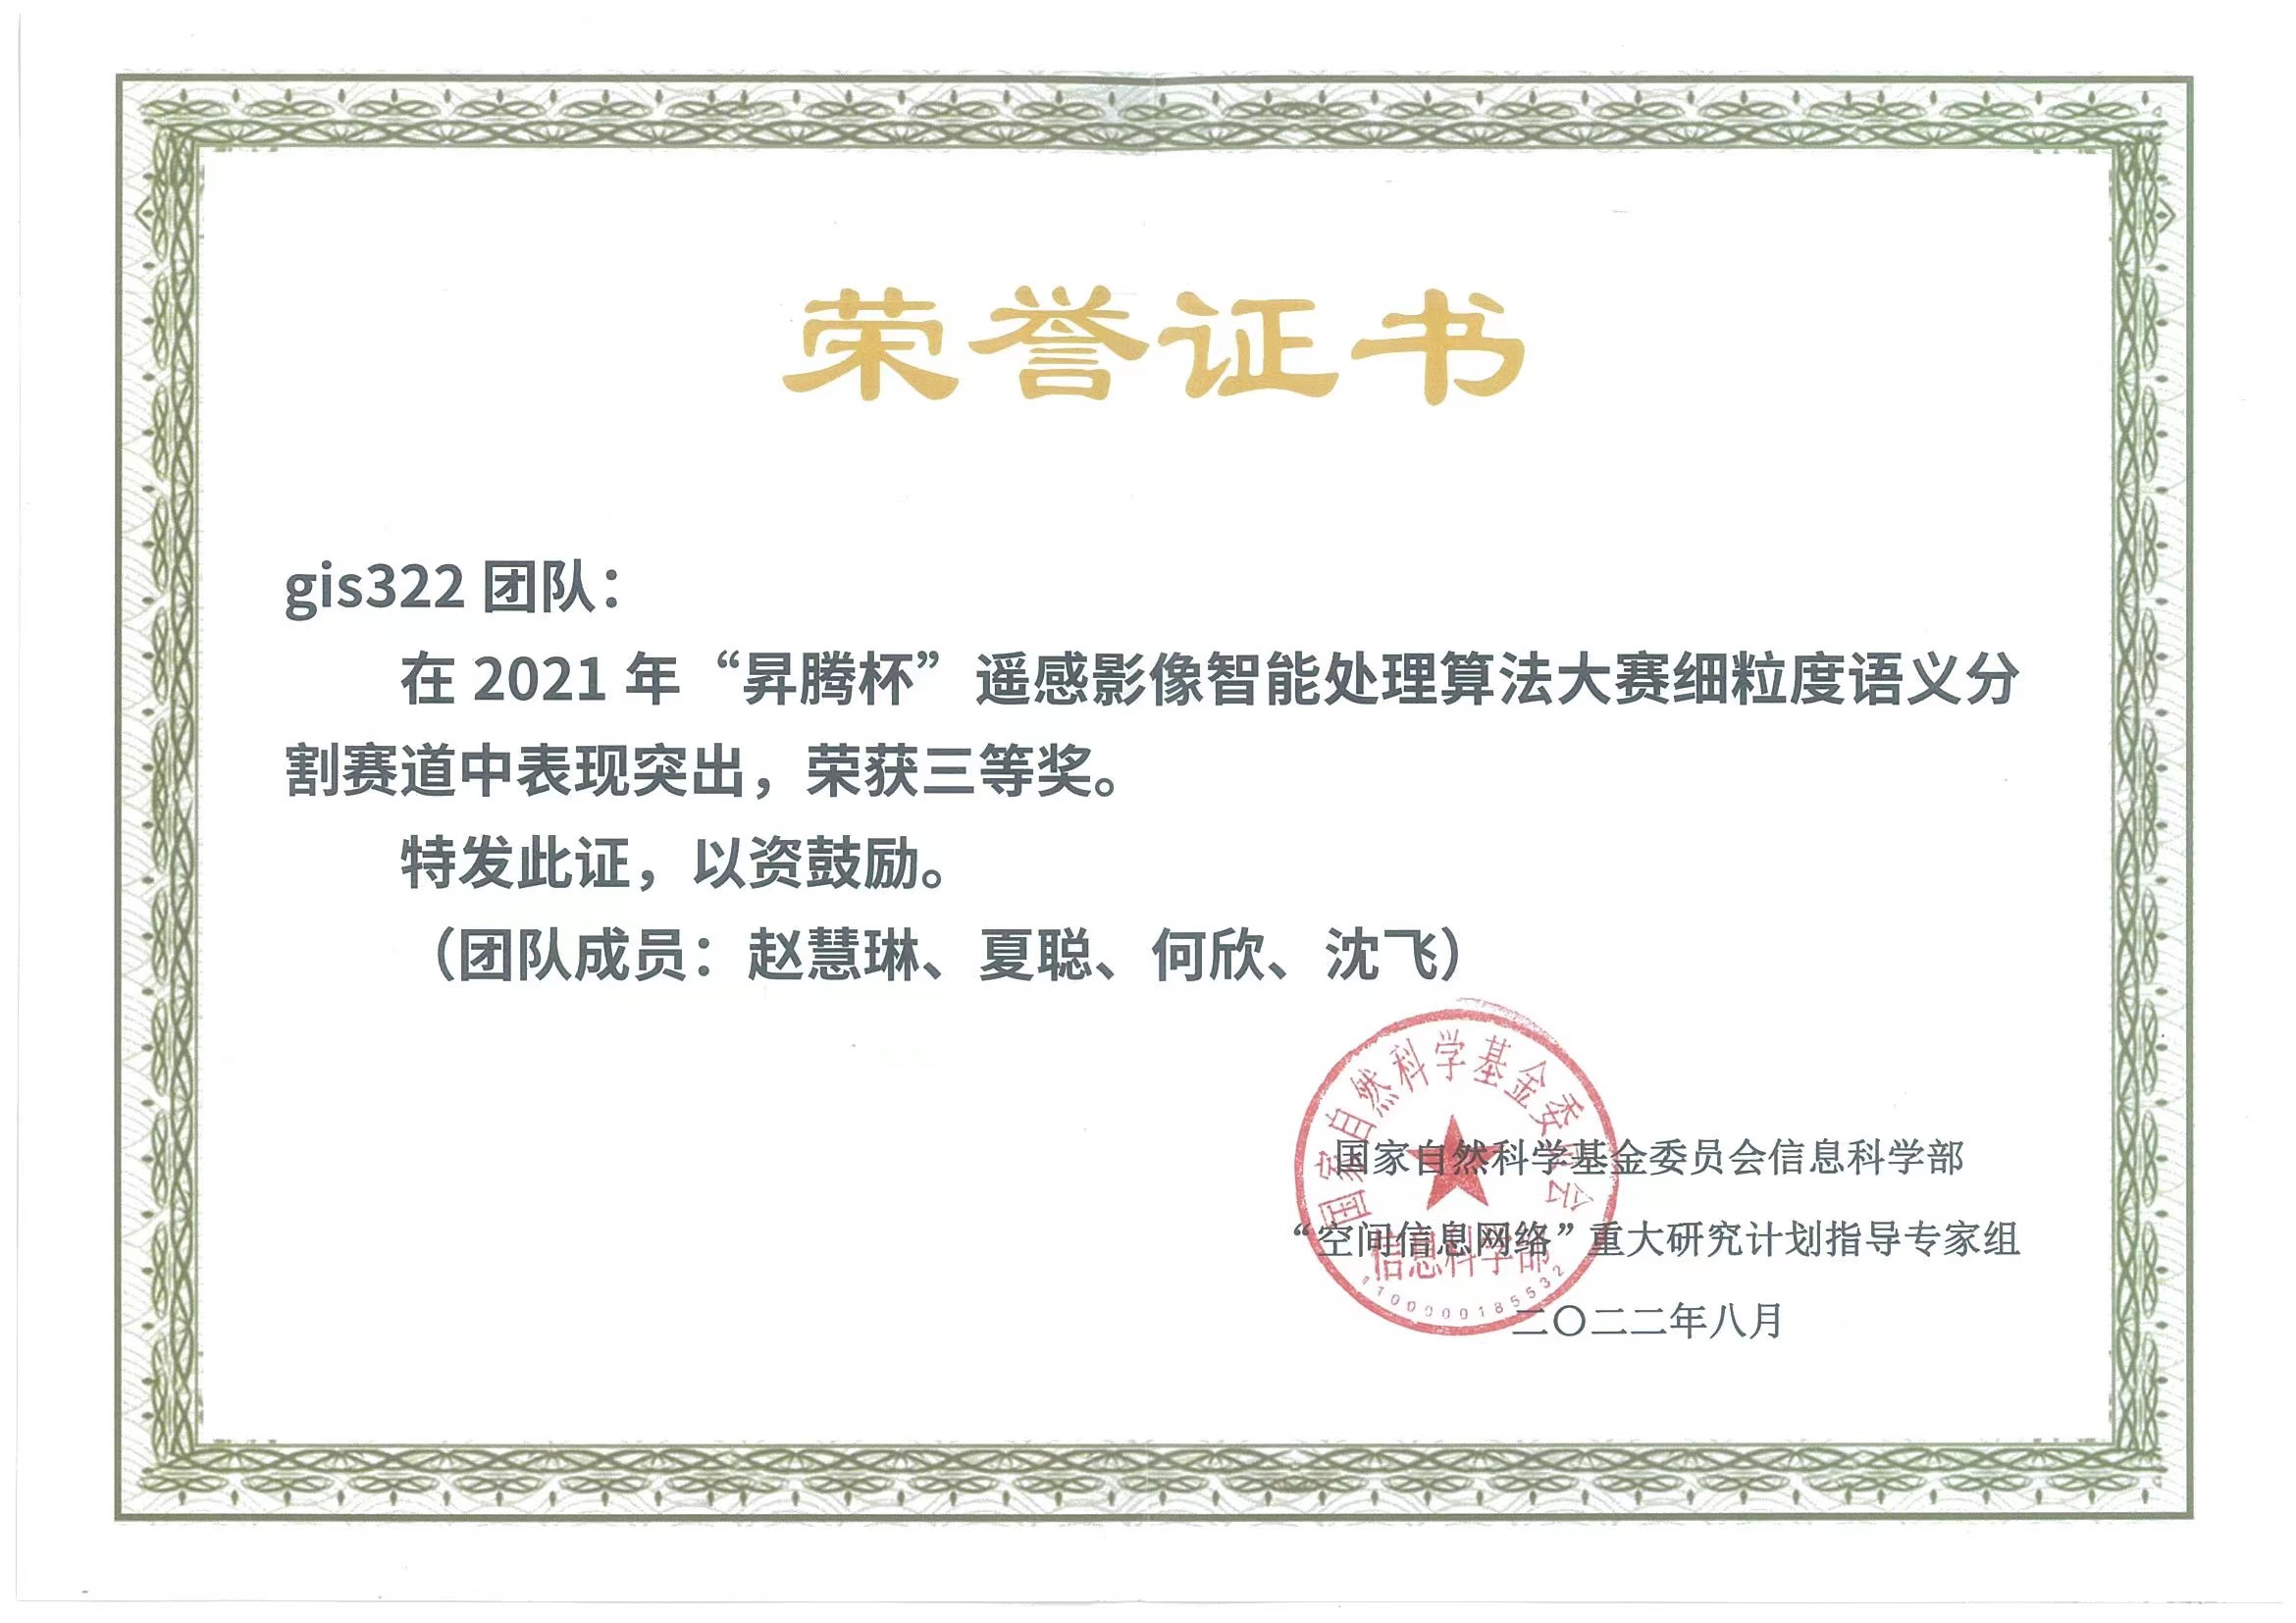 荣誉证书
gis322 团队：
在 2021 年“昇腾杯”遥感影像智能处理算法大赛细粒度语义分
割赛道中表现突出，荣获三等奖。
特发此证，以资鼓励。
（团队成员：赵慧琳、夏聪、何欣、沈飞）
国家自然科学基金委员会
国家自然科学基金委员会信息科学部
“空间信息网络”重大研究计划指导专家组
信息科学部
1100000185532
二〇二二年八月